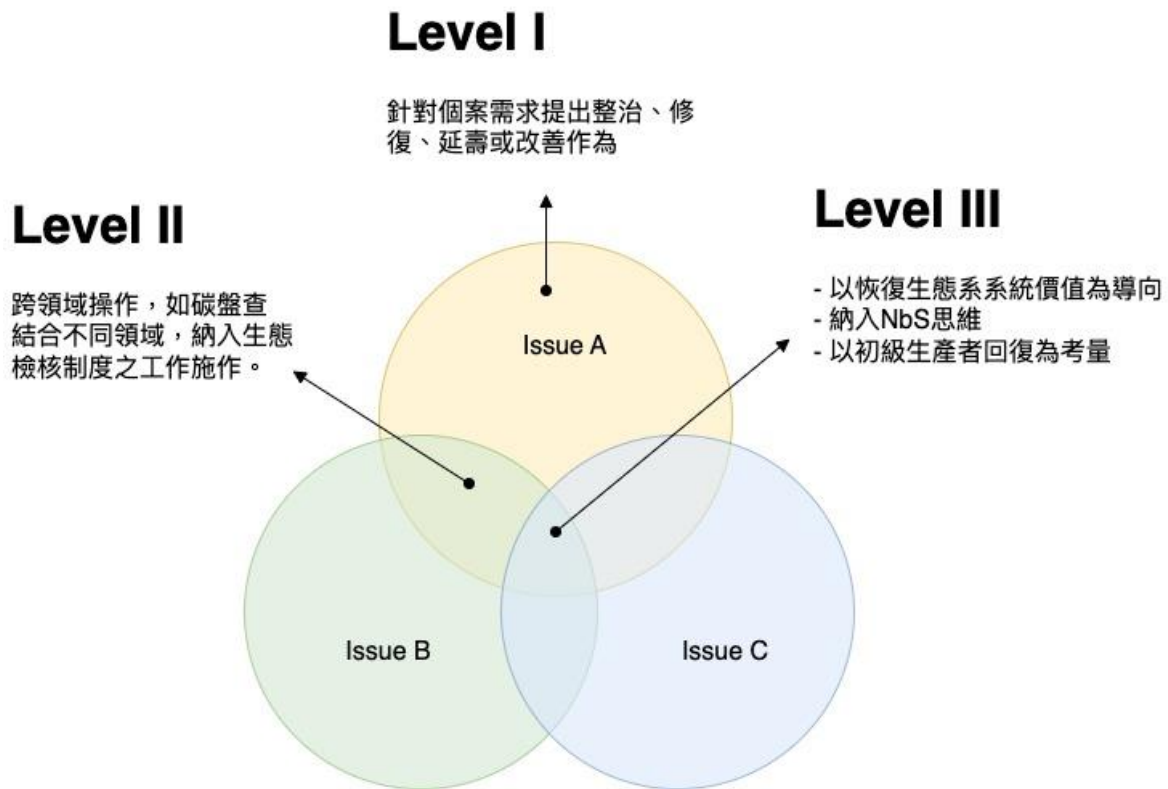 Level I
針對個案需求提出整治、修
復、延壽或改善作為
Level II
跨領域操作，如碳盤查
結合不同領域，納入生態
檢核制度之工作施作。
Level III
- 以恢復生態系系統價值為導向
- 納入NbS思維
- 以初級生產者回復為考量
Issue A
Issue B
Issue C